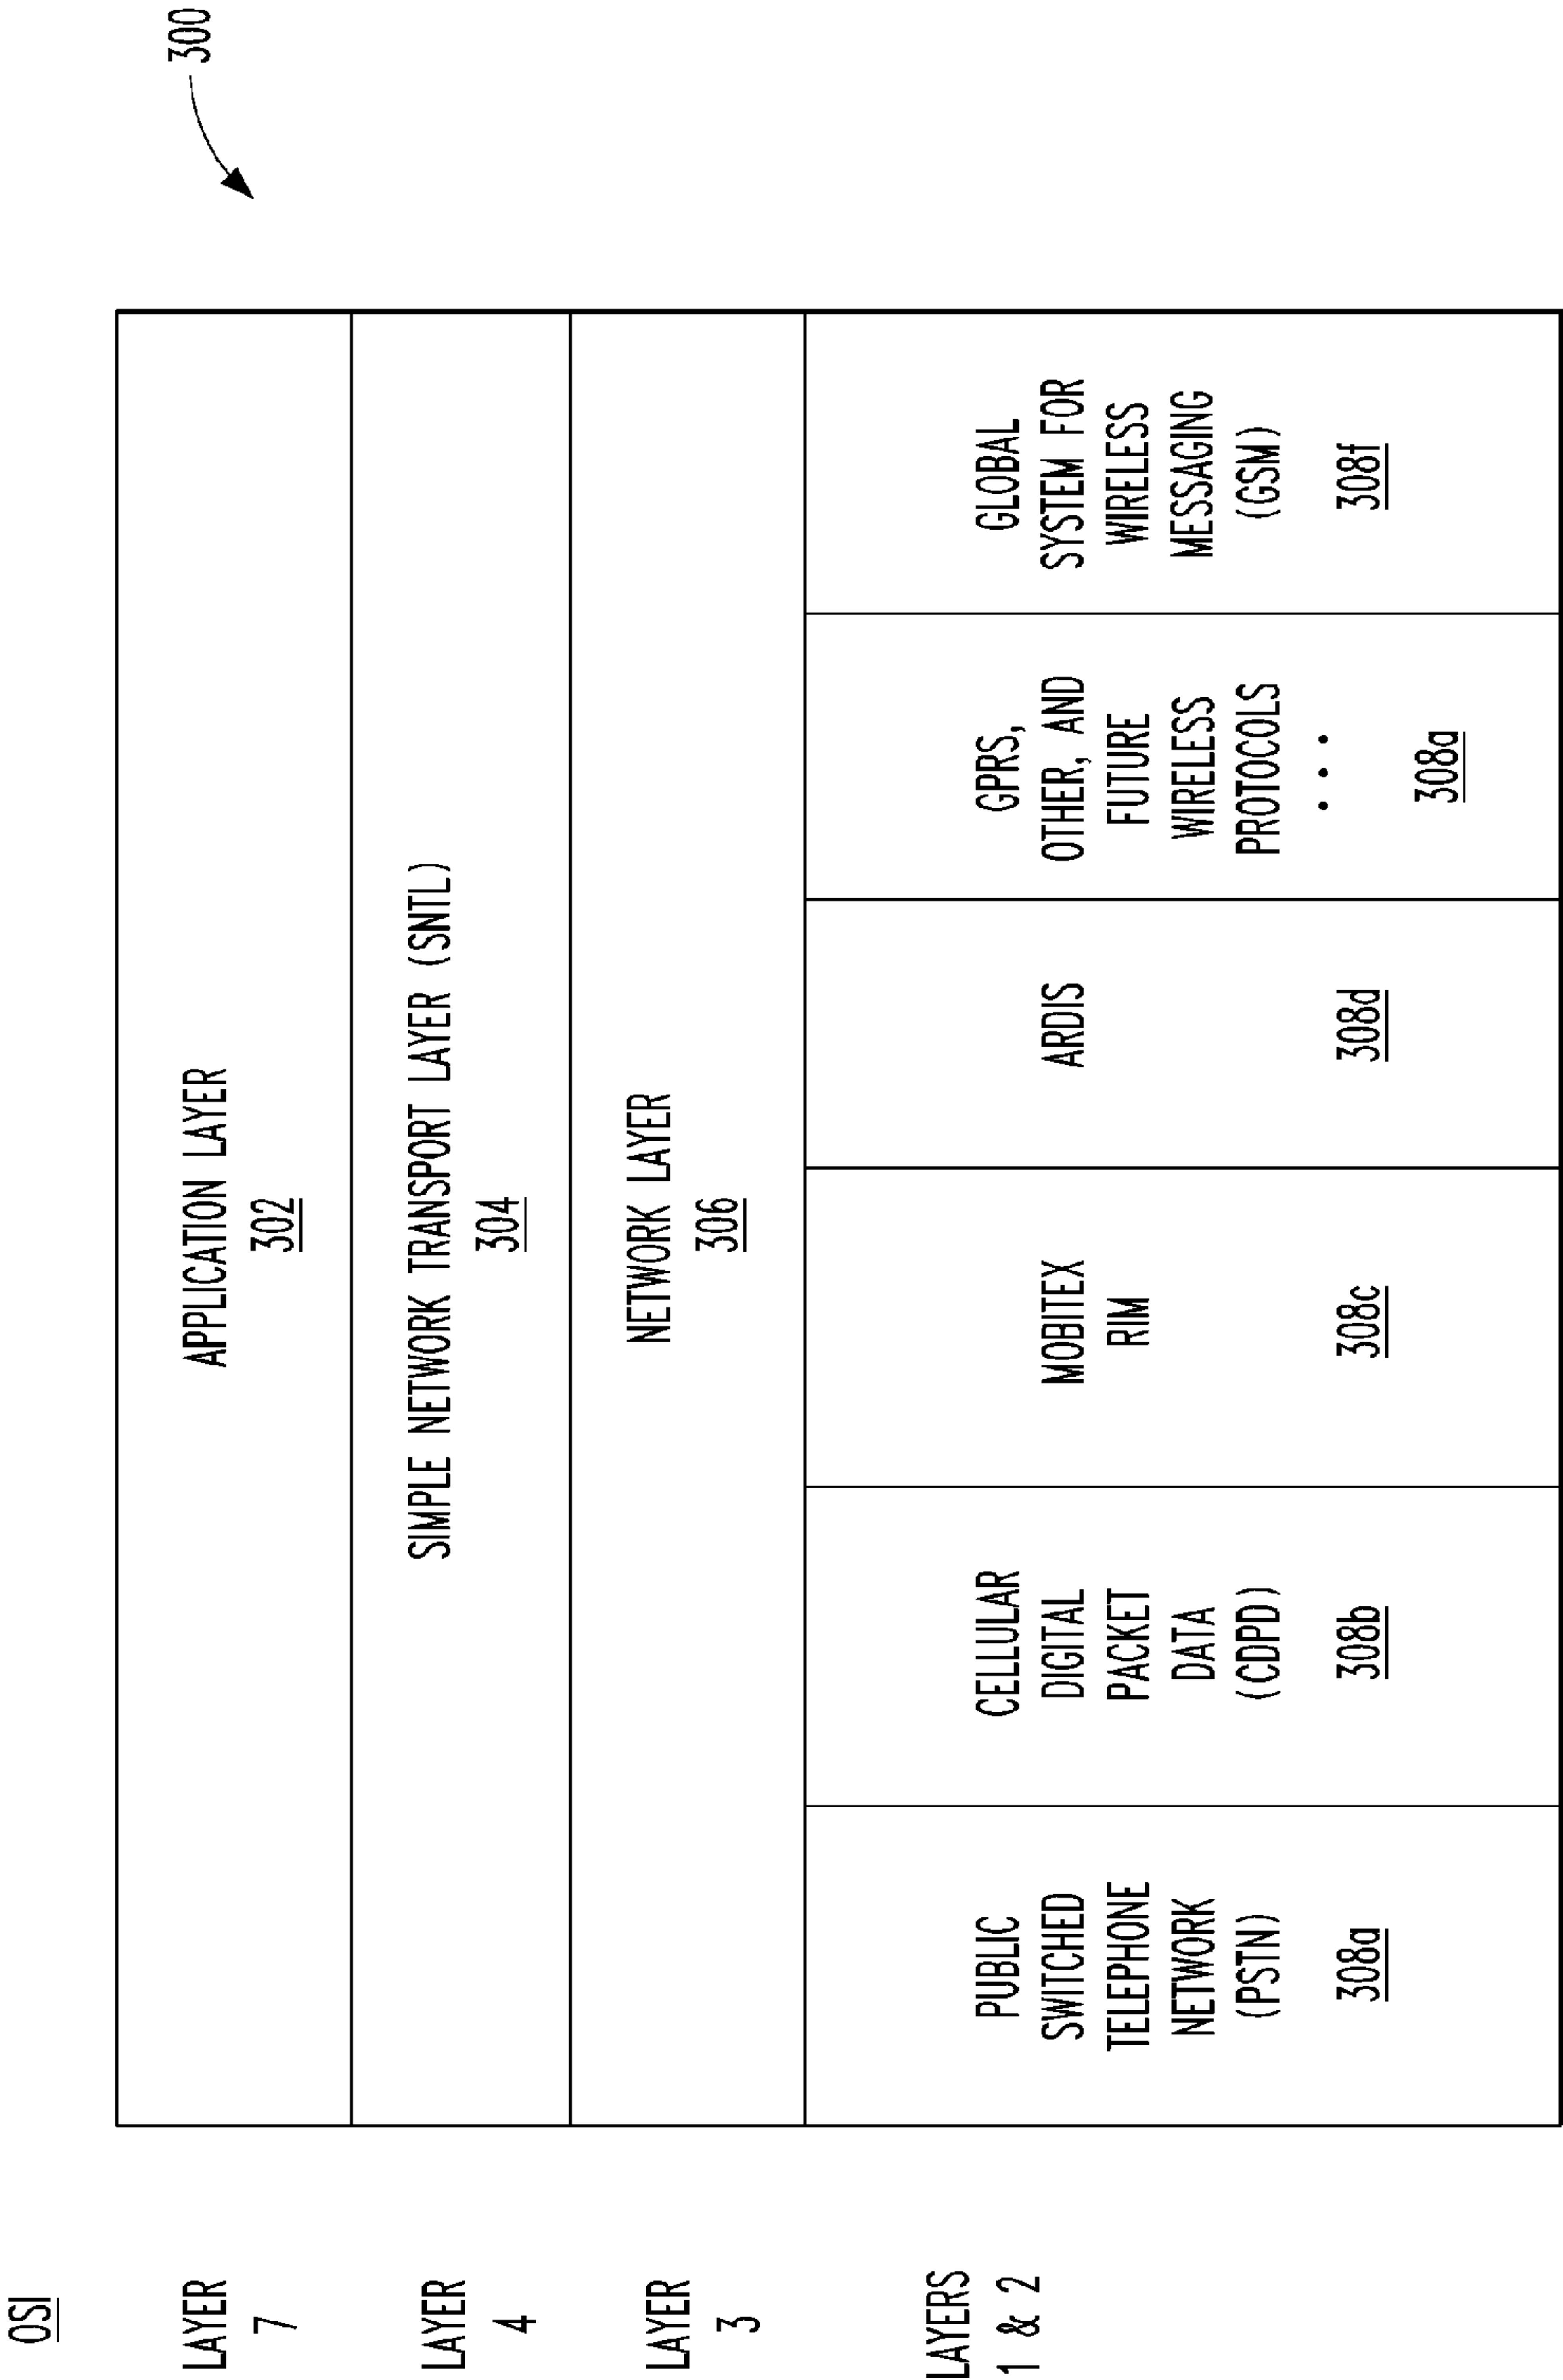 300
OSI
LAYER
7
APPLICATION LAYER
302
LAYER
4
SIMPLE NETWORK TRANSPORT LAYER (SNTL)
304
LAYER
3
NETWORK LAYER
306
LAYERS
1 & 2
PUBLIC
SWITCHED
TELEPHONE
NETWORK
(PSTN)
308a
CELLULAR
DIGITAL
PACKET
DATA
(CDPD)
308b
MOBITEX
RIM
308c
ARDIS
308d
GPRS,
OTHER, AND
FUTURE
WIRELESS
PROTOCOLS
• • •
308a
GLOBAL
SYSTEM FOR
WIRELESS
MESSAGING
(GSM)
308f